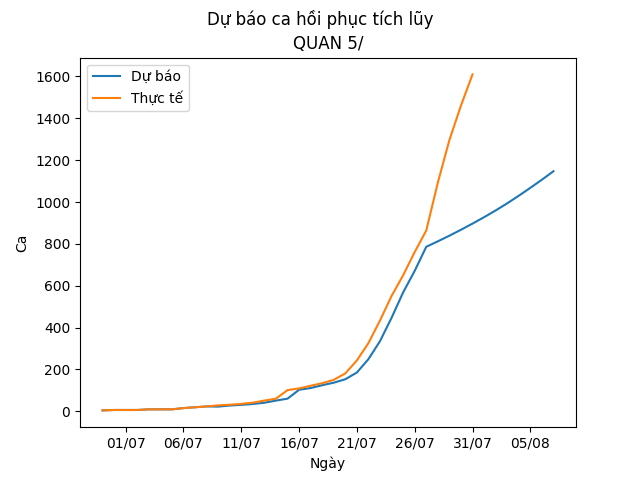 Dự báo ca hồi phục tích lũy
QUAN 5/
Dự báo
Thực tế
1600
1400
1200
1000
800
600
400
200
0
Ca
01/07
06/07
11/07
16/07
21/07
26/07
31/07
05/08
Ngày